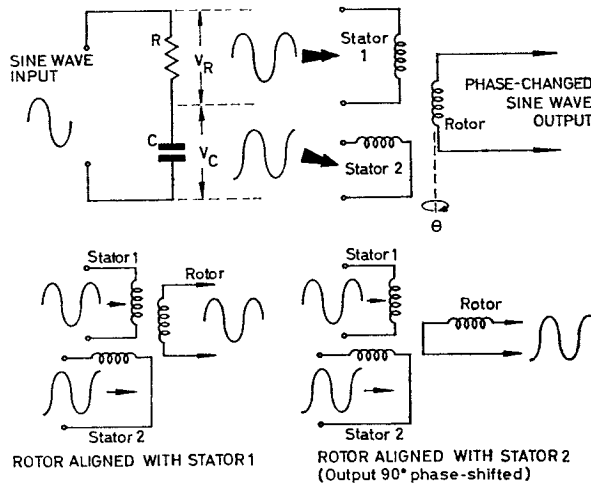 SINE WAVE
INPUT
R
V_R
C
V_C
Stator
1
Stator 2
Rotor
PHASE-CHANGED
SINE WAVE
OUTPUT
θ
Stator 1
Rotor
Stator 2
ROTOR ALIGNED WITH STATOR 1
Stator 1
Rotor
Stator 2
ROTOR ALIGNED WITH STATOR 2
(Output 90° phase-shifted)